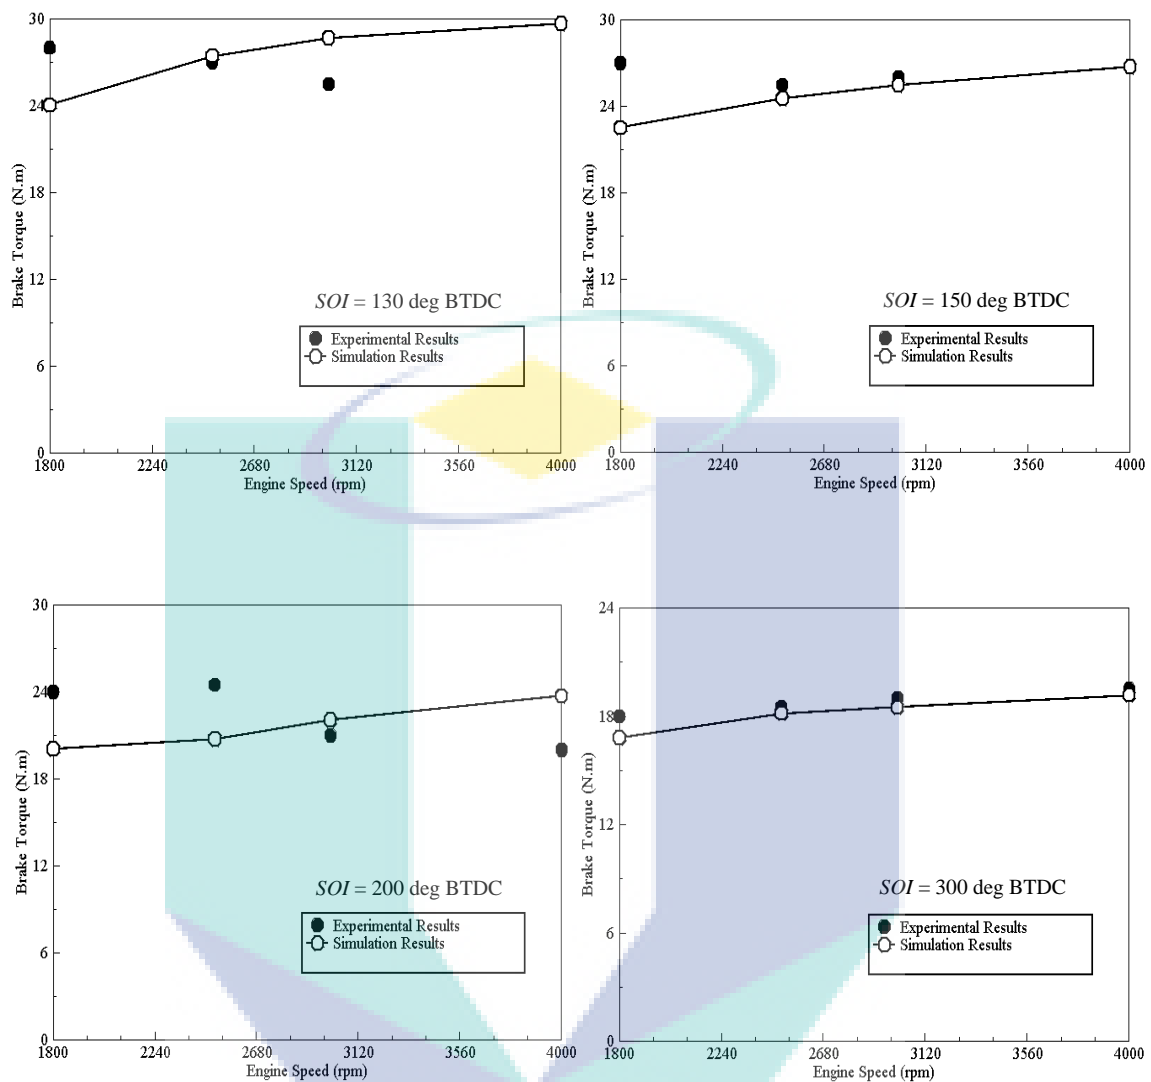 30
24
18
12
6
0
Brake Torque (N.m)
SOI = 130 deg BTDC
Experimental Results
Simulation Results
1800 2240 2680 3120 3560 4000
Engine Speed (rpm)
30
24
18
12
6
0
Brake Torque (N.m)
SOI = 150 deg BTDC
Experimental Results
Simulation Results
1800 2240 2680 3120 3560 4000
Engine Speed (rpm)
30
24
18
12
6
0
Brake Torque (N.m)
SOI = 200 deg BTDC
Experimental Results
Simulation Results
1800 2240 2680 3120 3560 4000
Engine Speed (rpm)
24
18
12
6
0
Brake Torque (N.m)
SOI = 300 deg BTDC
Experimental Results
Simulation Results
1800 2240 2680 3120 3560 4000
Engine Speed (rpm)